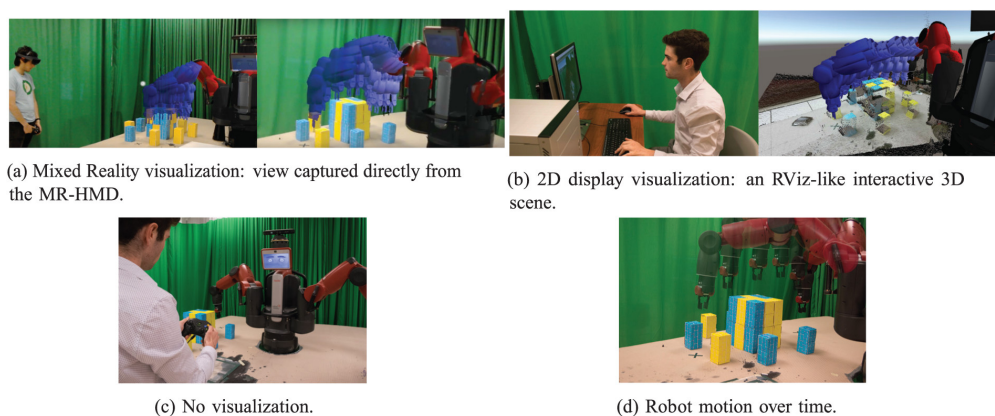 (a) Mixed Reality visualization: view captured directly from
the MR-HMD.
(b) 2D display visualization: an RViz-like interactive 3D
scene.
(c) No visualization.
(d) Robot motion over time.